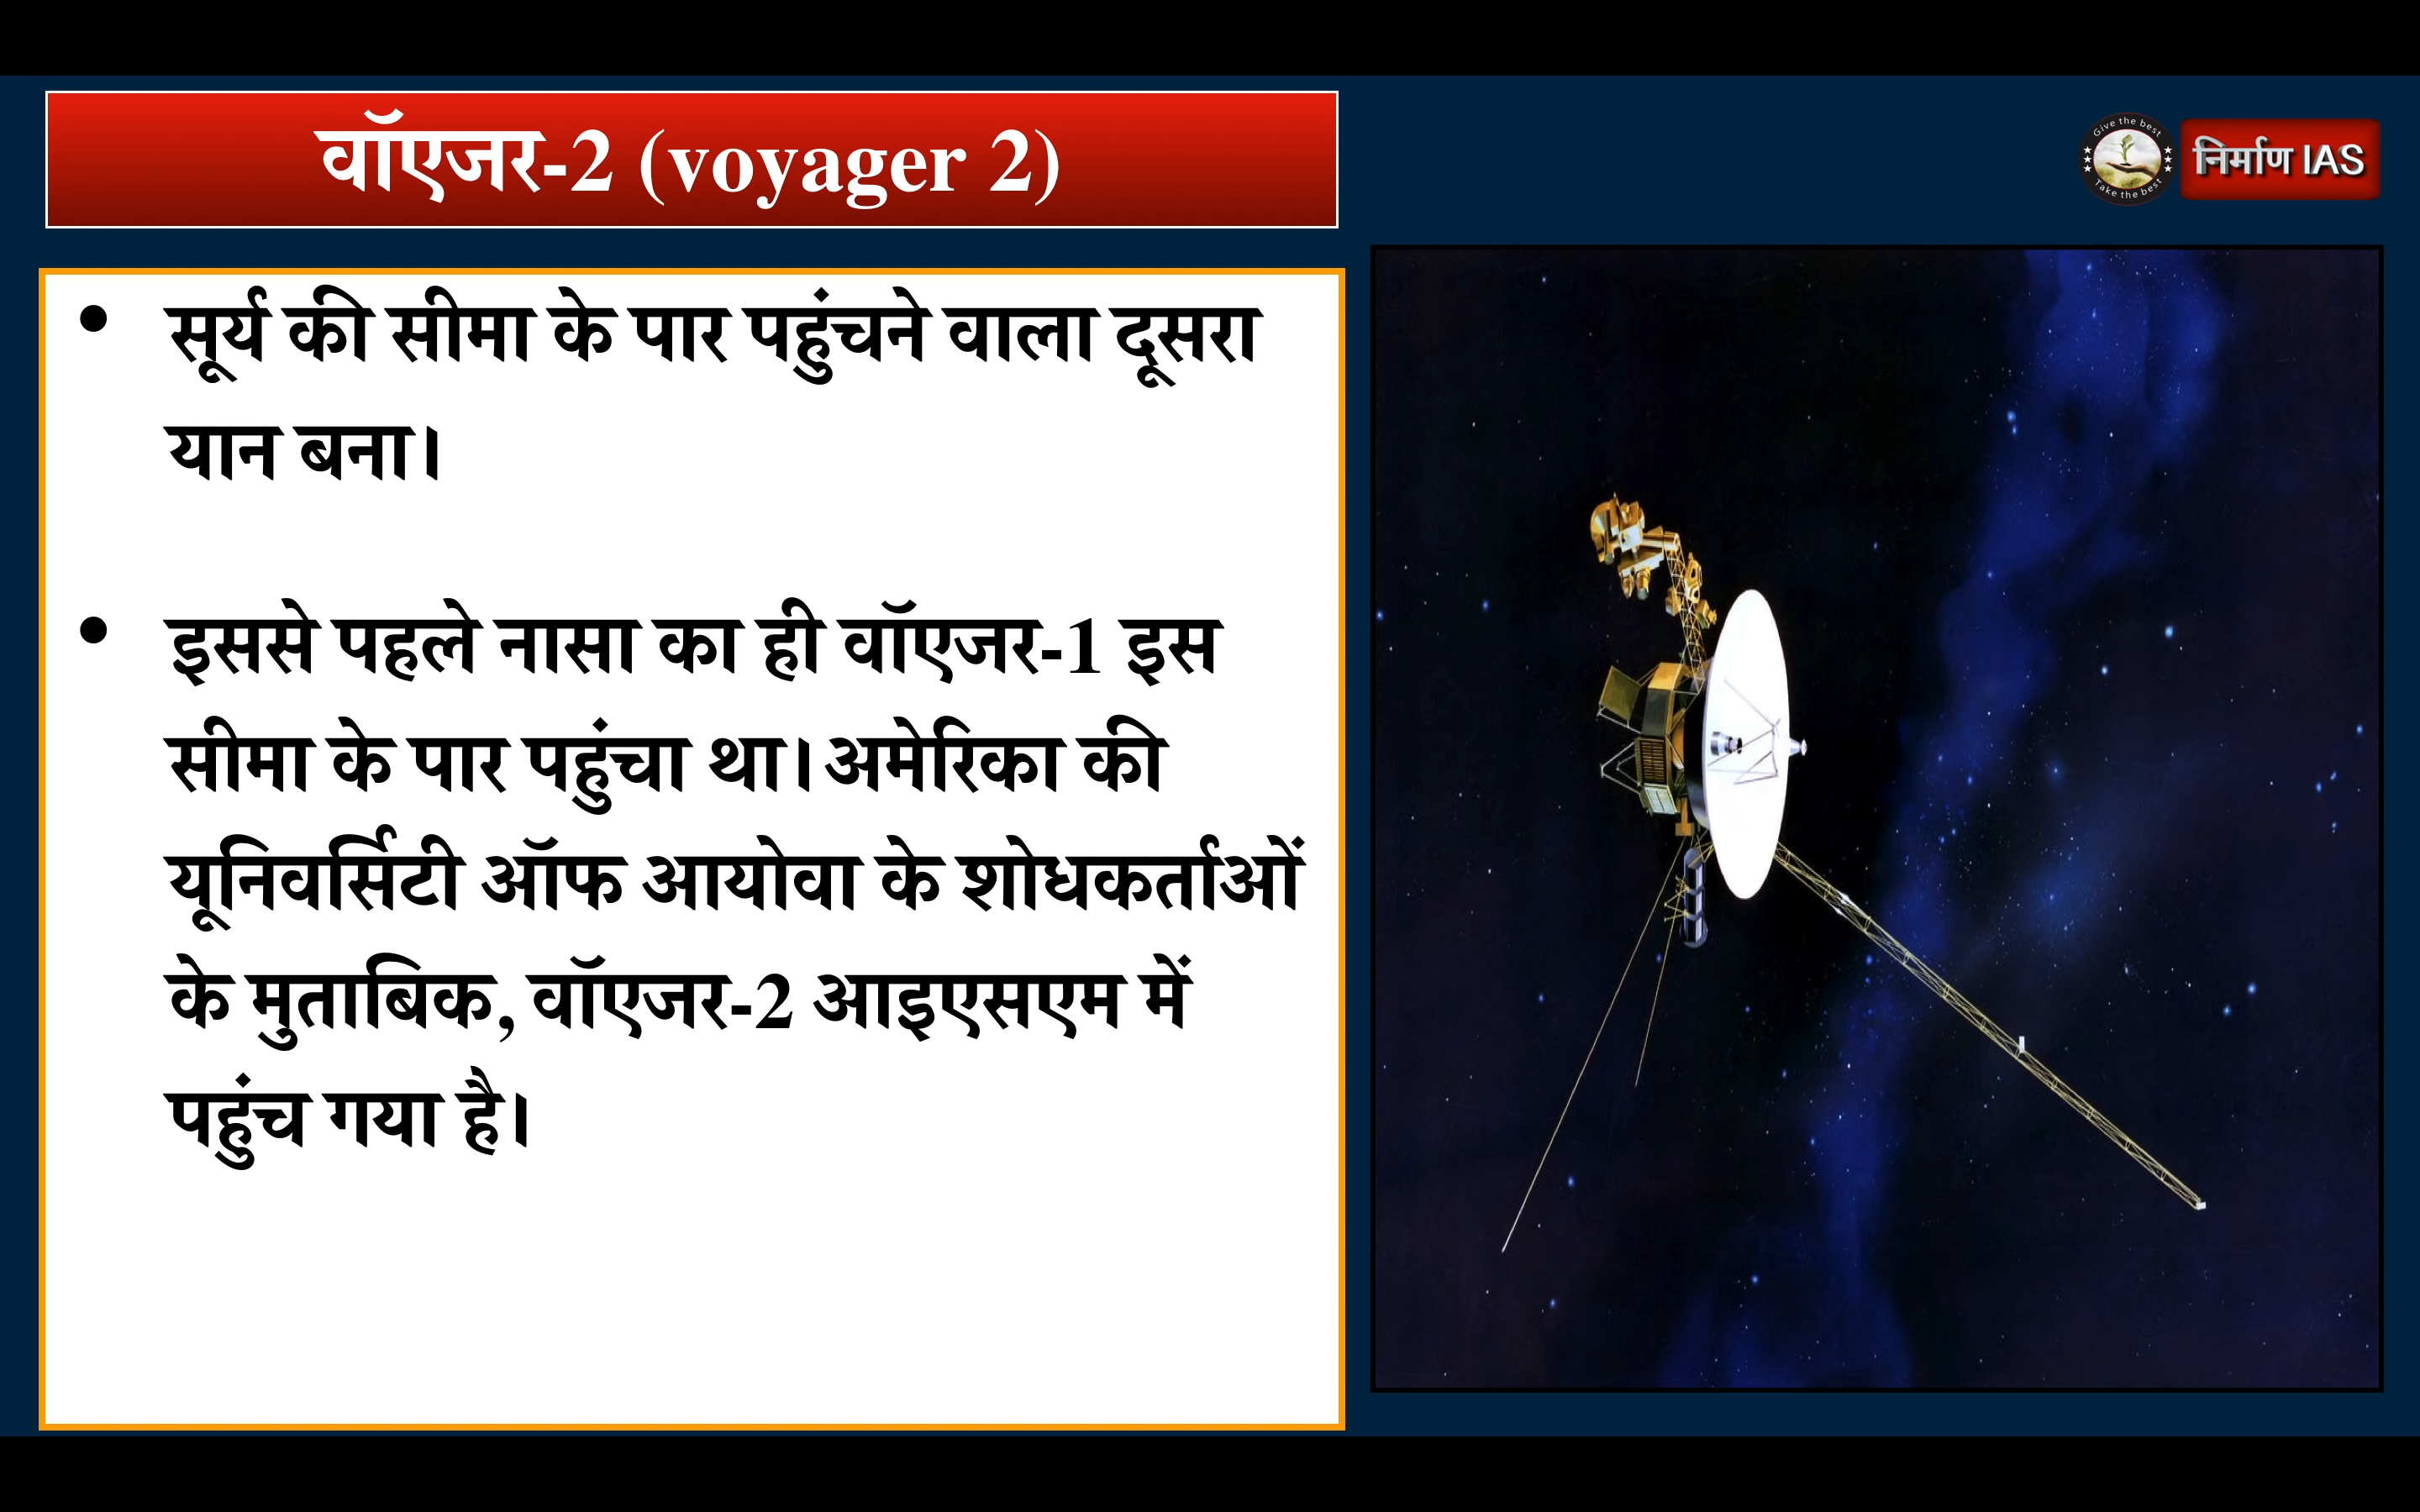 वॉएजर-2 (voyager 2)
Give the best
Take the best
निर्माण IAS
• सूर्य की सीमा के पार पहुंचने वाला दूसरा
यान बना।
• इससे पहले नासा का ही वॉएजर-1 इस
सीमा के पार पहुंचा था। अमेरिका की
यूनिवर्सिटी ऑफ आयोवा के शोधकर्ताओं
के मुताबिक, वॉएजर-2 आइएसएम में
पहुंच गया है।